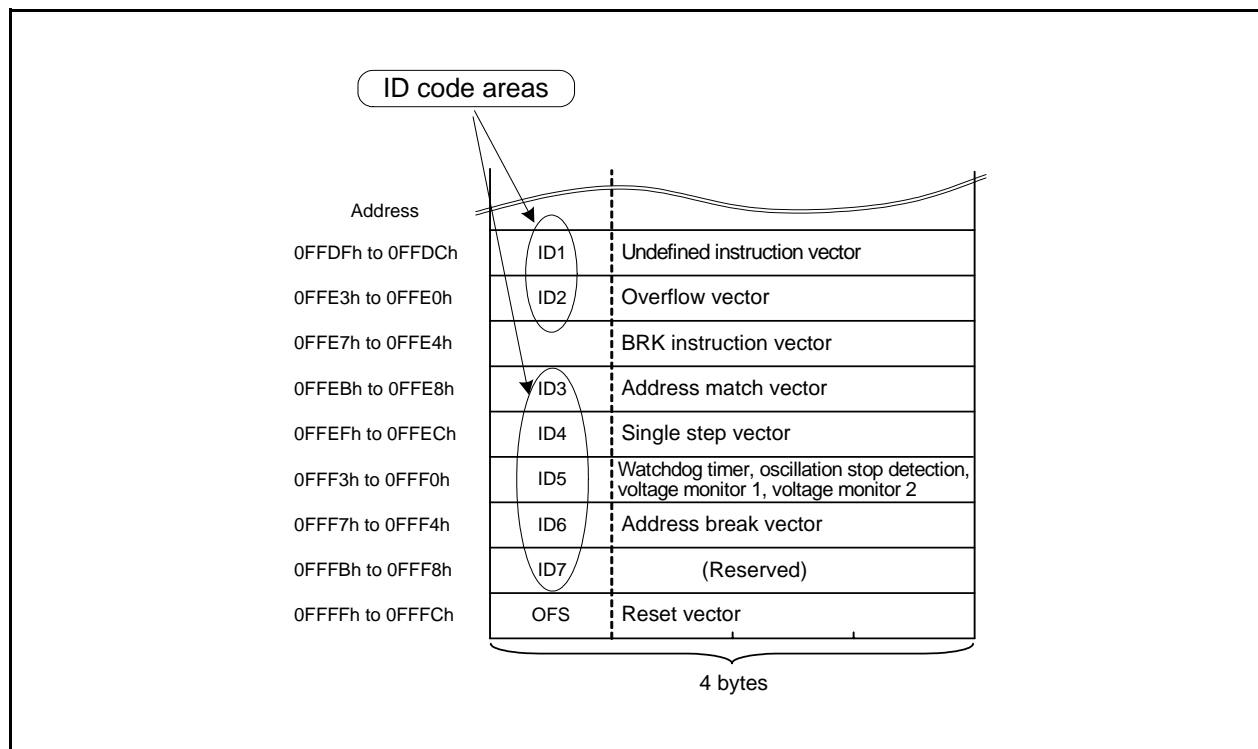 ID code areas
Address
0FFDFh to 0FFDCh ID1 Undefined instruction vector
0FFE3h to 0FFE0h ID2 Overflow vector
0FFE7h to 0FFE4h BRK instruction vector
0FFEBh to 0FFE8h ID3 Address match vector
0FFEFh to 0FFECh ID4 Single step vector
0FFF3h to 0FFF0h ID5 Watchdog timer, oscillation stop detection,
voltage monitor 1, voltage monitor 2
0FFF7h to 0FFF4h ID6 Address break vector
0FFFBh to 0FFF8h ID7 (Reserved)
0FFFFh to 0FFFCh OFS Reset vector
4 bytes